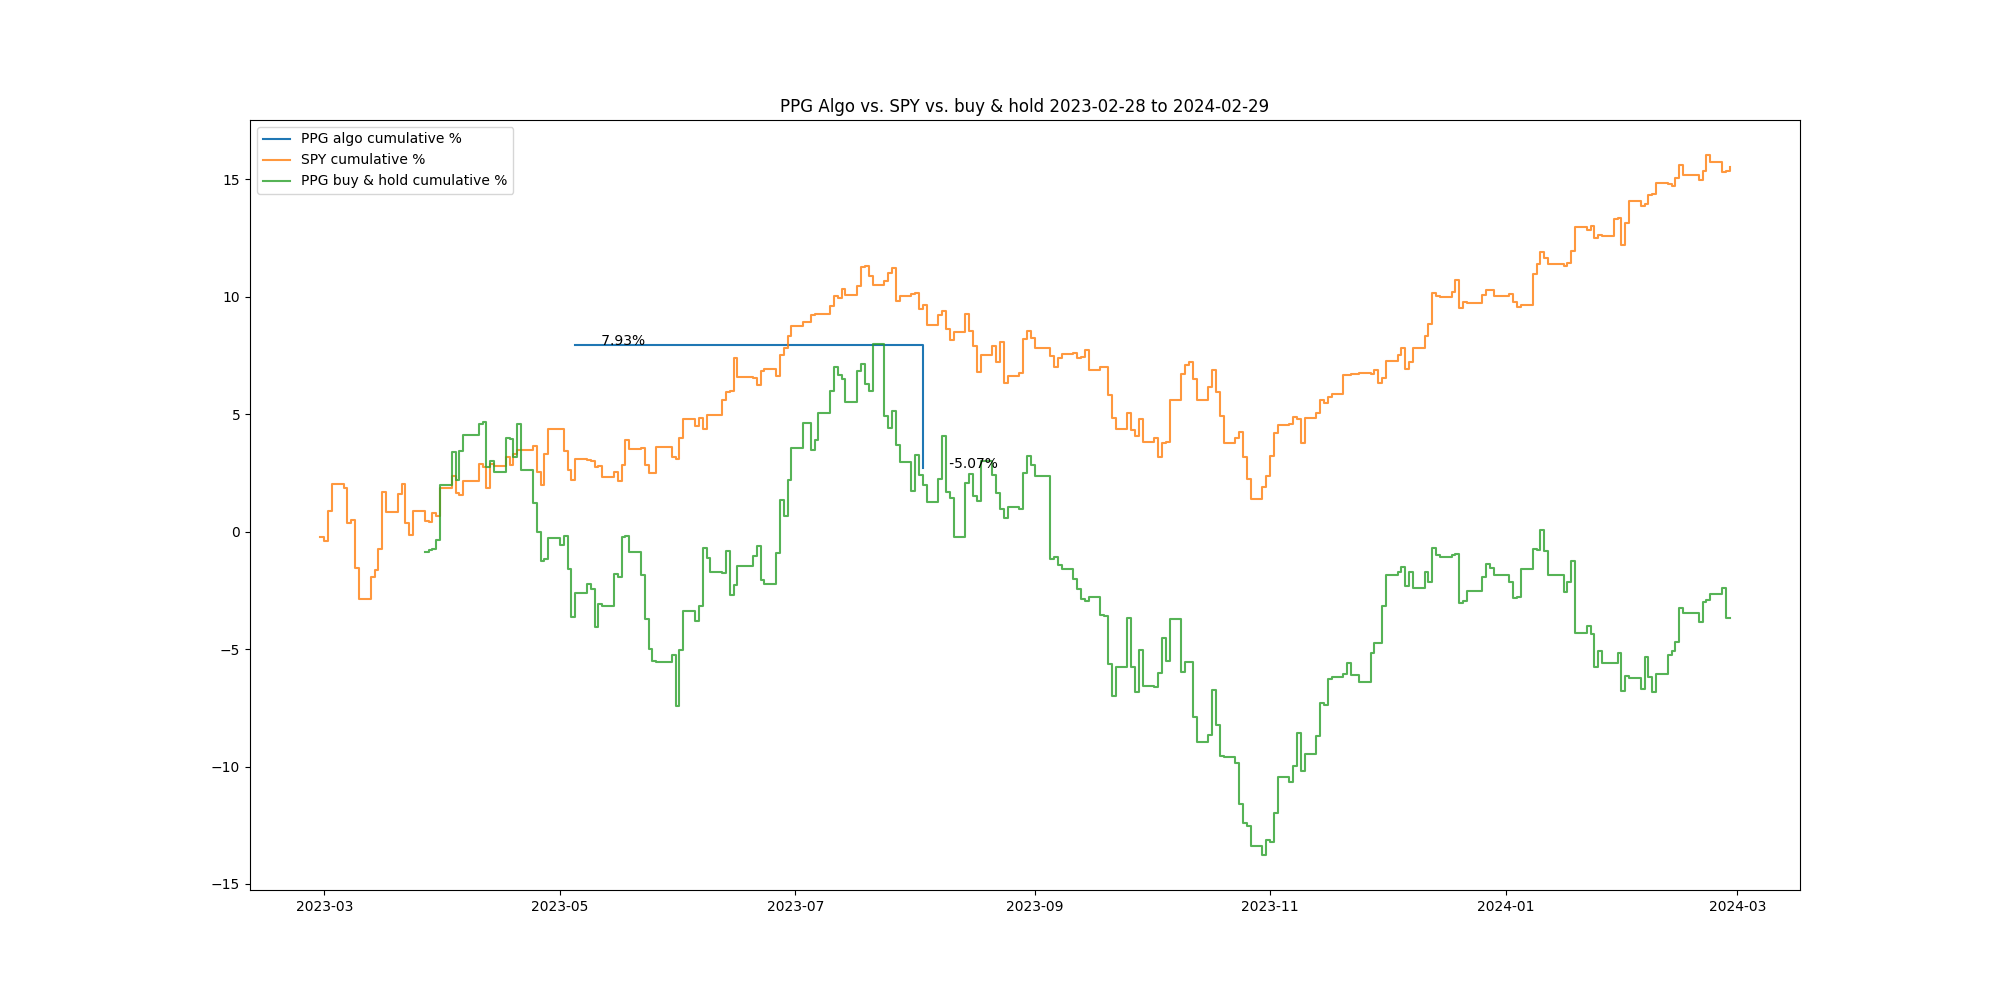 PPG Algo vs. SPY vs. buy & hold 2023-02-28 to 2024-02-29
PPG algo cumulative %
SPY cumulative %
PPG buy & hold cumulative %
15
10
7.93%
5
-5.07%
0
−5
−10
−15
2023-03 2023-05 2023-07 2023-09 2023-11 2024-01 2024-03